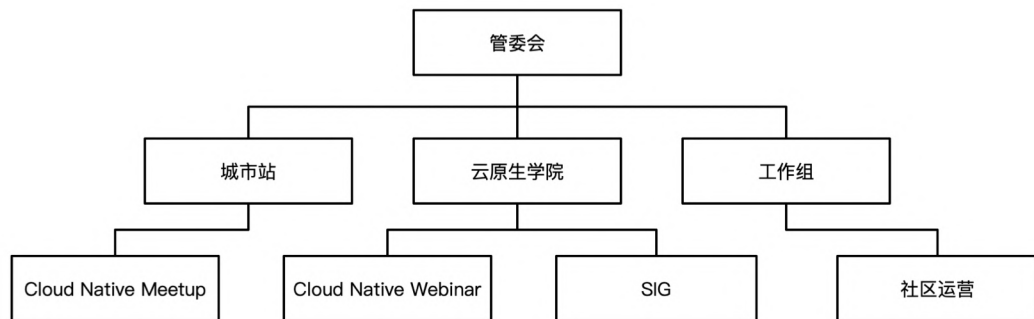 管委会
城市站
云原生学院
工作组
Cloud Native Meetup
Cloud Native Webinar
SIG
社区运营